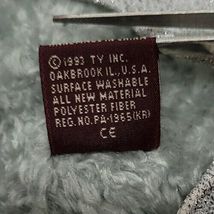 © 1993 TY INC.
OAKBROOK IL., U.S.A.
SURFACE WASHABLE
ALL NEW MATERIAL
POLYESTER FIBER
REG. NO. PA-1965(KR)
CE